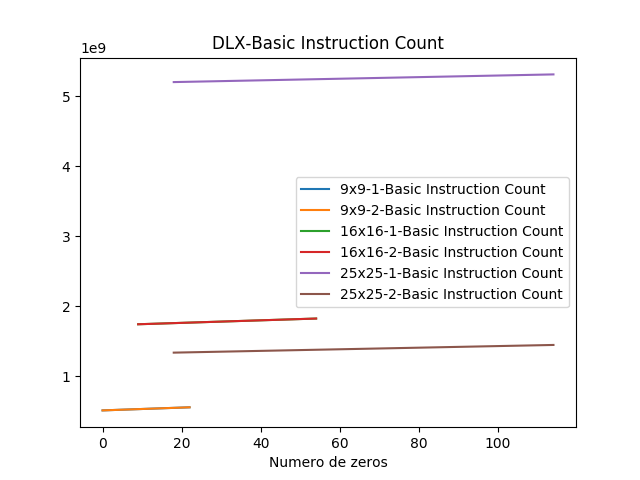 DLX-Basic Instruction Count
1e9
5
4
3
2
1
9x9-1-Basic Instruction Count
9x9-2-Basic Instruction Count
16x16-1-Basic Instruction Count
16x16-2-Basic Instruction Count
25x25-1-Basic Instruction Count
25x25-2-Basic Instruction Count
0 20 40 60 80 100
Numero de zeros